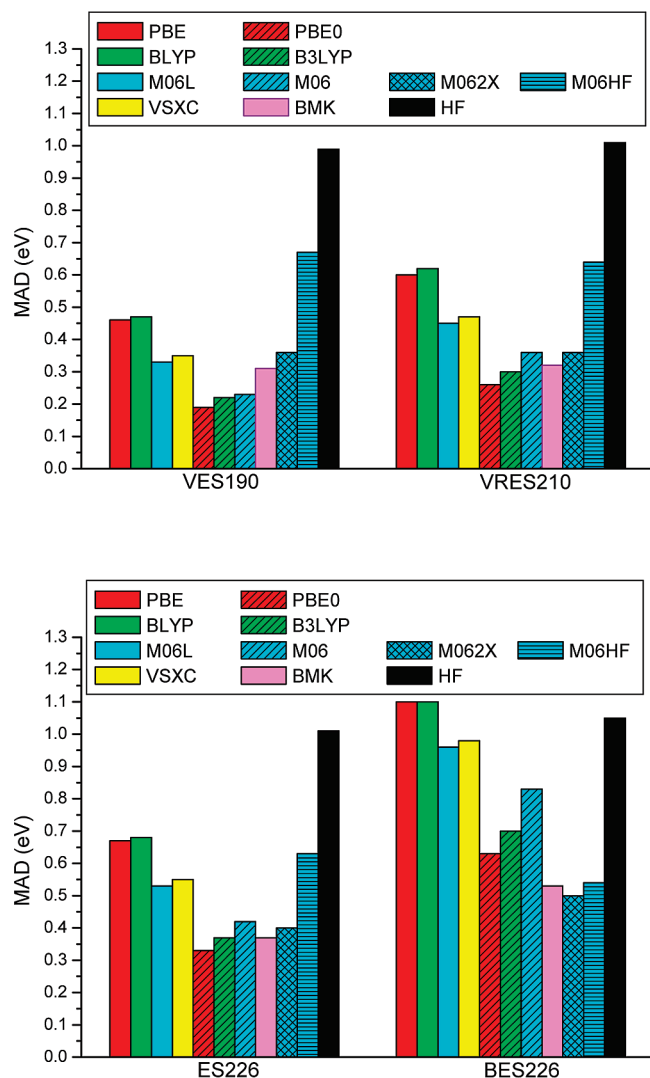 PBE PBE0
BLYP B3LYP
M06L M06 M062X M06HF
VSXC BMK HF
1.3
1.2
1.1
1.0
0.9
0.8
0.7
0.6
0.5
0.4
0.3
0.2
0.1
0.0
MAD (eV)
VES190 VRES210
PBE PBE0
BLYP B3LYP
M06L M06 M062X M06HF
VSXC BMK HF
1.3
1.2
1.1
1.0
0.9
0.8
0.7
0.6
0.5
0.4
0.3
0.2
0.1
0.0
MAD (eV)
ES226 BES226